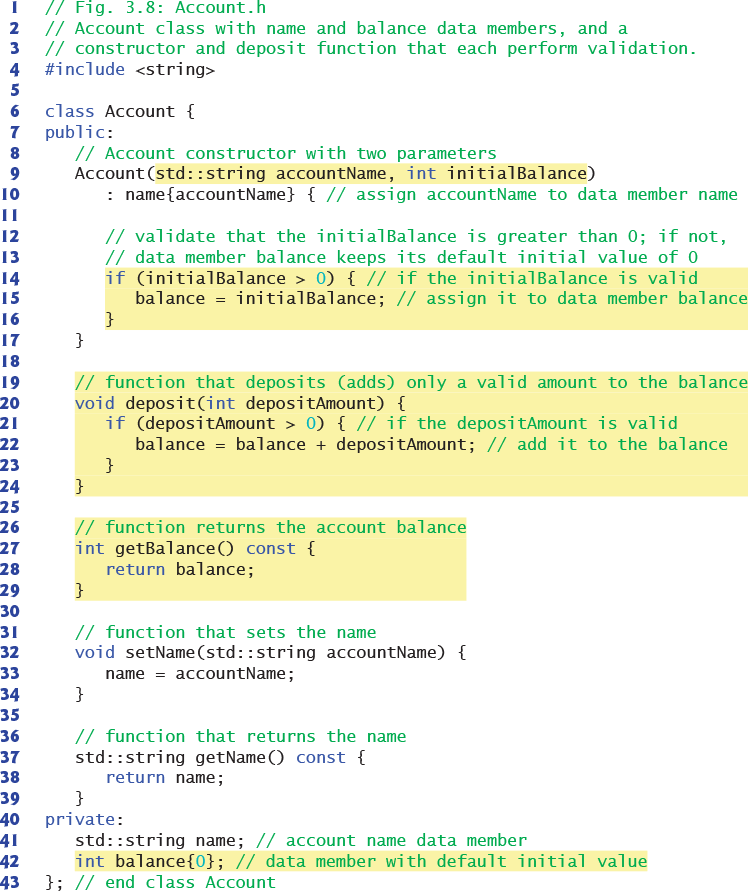 1 // Fig. 3.8: Account.h
2 // Account class with name and balance data members, and a
3 // constructor and deposit function that each perform validation.
4 #include <string>
5
6 class Account {
7 public:
8    // Account constructor with two parameters
9    Account(std::string accountName, int initialBalance)
10       : name{accountName} { // assign accountName to data member name
11
12       // validate that the initialBalance is greater than 0; if not,
13       // data member balance keeps its default initial value of 0
14       if (initialBalance > 0) { // if the initialBalance is valid
15          balance = initialBalance; // assign it to data member balance
16       }
17    }
18
19    // function that deposits (adds) only a valid amount to the balance
20    void deposit(int depositAmount) {
21       if (depositAmount > 0) { // if the depositAmount is valid
22          balance = balance + depositAmount; // add it to the balance
23       }
24    }
25
26    // function returns the account balance
27    int getBalance() const {
28       return balance;
29    }
30
31    // function that sets the name
32    void setName(std::string accountName) {
33       name = accountName;
34    }
35
36    // function that returns the name
37    std::string getName() const {
38       return name;
39    }
40 private:
41    std::string name; // account name data member
42    int balance{0}; // data member with default initial value
43 }; // end class Account